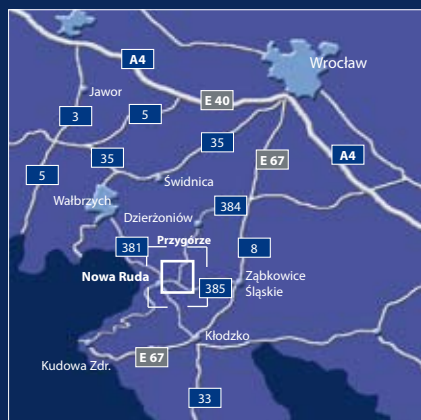 A4
Wrocław
Jawor
E 40
3
5
35
A4
35
E 67
5
Świdnica
Wałbrzych
384
Dzierżoniów
381
Przygórze
8
Nowa Ruda
385
Ząbkowice
Śląskie
Kłodzko
Kudowa Zdr.
E 67
33